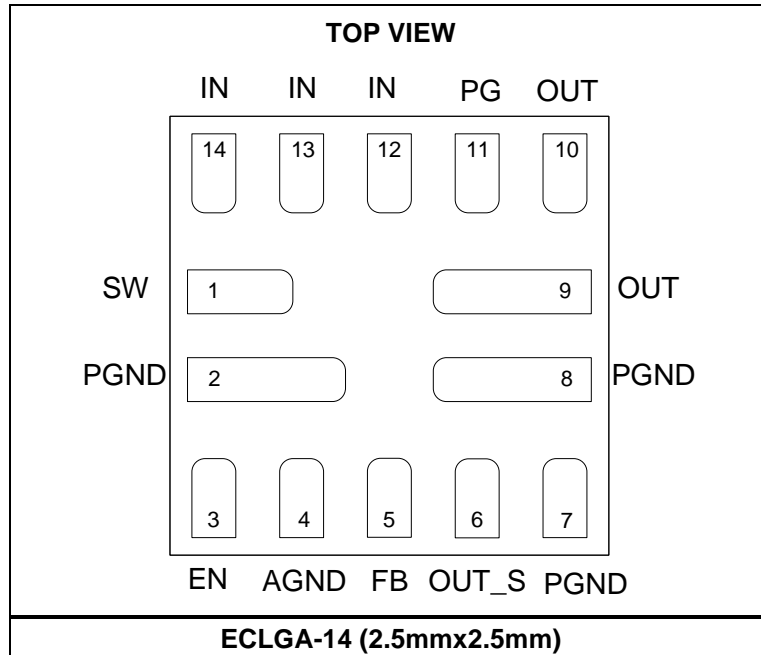 TOP VIEW
IN IN IN PG OUT
14 13 12 11 10
SW 1 9 OUT
PGND 2 8 PGND
3 4 5 6 7
EN AGND FB OUT_S PGND
ECLGA-14 (2.5mmx2.5mm)